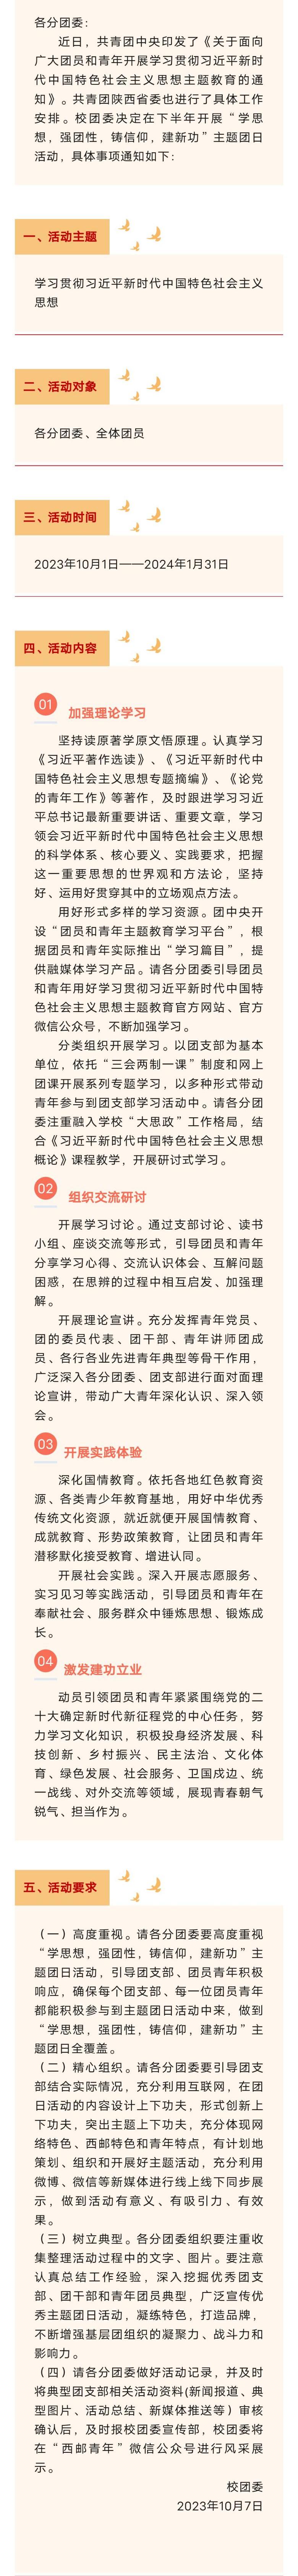 各分团委：
近日，共青团中央印发了《关于面向
广大团员和青年开展学习贯彻习近平新时
代中国特色社会主义思想主题教育的通
知》。共青团陕西省委也进行了具体工作
安排。校团委决定在下半年开展“学思
想，强团性，铸信仰，建新功”主题团日
活动，具体事项通知如下：
一、活动主题
学习贯彻习近平新时代中国特色社会主义
思想
二、活动对象
各分团委、全体团员
三、活动时间
2023年10月1日——2024年1月31日
四、活动内容
01 加强理论学习
坚持读原著学原文悟原理。认真学习
《习近平著作选读》、《习近平新时代中
国特色社会主义思想专题摘编》、《论党
的青年工作》等著作，及时跟进学习习近
平总书记最新重要讲话、重要文章，学习
领会习近平新时代中国特色社会主义思想
的科学体系、核心要义、实践要求，把握
这一重要思想的世界观和方法论，坚持
好、运用好贯穿其中的立场观点方法。
用好形式多样的学习资源。团中央开
设“团员和青年主题教育学习平台”，根
据团员和青年实际推出“学习篇目”，提
供融媒体学习产品。请各分团委引导团员
和青年用好学习贯彻习近平新时代中国特
色社会主义思想主题教育官方网站、官方
微信公众号，不断加强学习。
分类组织开展学习。以团支部为基本
单位，依托“三会两制一课”制度和网上
团课开展系列专题学习，以多种形式带动
青年参与到团支部学习活动中。请各分团
委注重融入学校“大思政”工作格局，结
合《习近平新时代中国特色社会主义思想
概论》课程教学，开展研讨式学习。
02 组织交流研讨
开展学习讨论。通过支部讨论、读书
小组、座谈交流等形式，引导团员和青年
分享学习心得、交流认识体会、互解问题
困惑，在思辨的过程中相互启发、加强理
解。
开展理论宣讲。充分发挥青年党员、
团的委员代表、团干部、青年讲师团成
员、各行各业先进青年典型等骨干作用，
广泛深入各分团委、团支部进行面对面理
论宣讲，带动广大青年深化认识、深入领
会。
03 开展实践体验
深化国情教育。依托各地红色教育资
源、各类青少年教育基地，用好中华优秀
传统文化资源，就近就便开展国情教育、
成就教育、形势政策教育，让团员和青年
潜移默化接受教育、增进认同。
开展社会实践。深入开展志愿服务、
实习见习等实践活动，引导团员和青年在
奉献社会、服务群众中锤炼思想、锻炼成
长。
04 激发建功立业
动员引领团员和青年紧紧围绕党的二
十大确定新时代新征程党的中心任务，努
力学习文化知识，积极投身经济发展、科
技创新、乡村振兴、民主法治、文化体
育、绿色发展、社会服务、卫国戍边、统
一战线、对外交流等领域，展现青春朝气
锐气、担当作为。
五、活动要求
（一）高度重视。请各分团委要高度重视
“学思想，强团性，铸信仰，建新功”主
题团日活动，引导团支部、团员青年积极
响应，确保每个团支部、每一位团员青年
都能积极参与到主题团日活动中来，做到
“学思想，强团性，铸信仰，建新功”主
题团日全覆盖。
（二）精心组织。请各分团委要引导团支
部结合实际情况，充分利用互联网，在团
日活动的内容设计上下功夫，形式创新上
下功夫，突出主题上下功夫，充分体现网
络特色、西邮特色和青年特点，有计划地
策划、组织和开展好主题活动，充分利用
微博、微信等新媒体进行线上线下同步展
示，做到活动有意义、有吸引力、有效
果。
（三）树立典型。各分团委组织要注重收
集整理活动过程中的文字、图片。要注意
认真总结工作经验，深入挖掘优秀团支
部、团干部和青年团员典型，广泛宣传优
秀主题团日活动，凝练特色，打造品牌，
不断增强基层团组织的凝聚力、战斗力和
影响力。
（四）请各分团委做好活动记录，并及时
将典型团支部相关活动资料(新闻报道、典
型图片、活动总结、新媒体推送等）审核
确认后，及时报校团委宣传部，校团委将
在“西邮青年”微信公众号进行风采展
示。
校团委
2023年10月7日